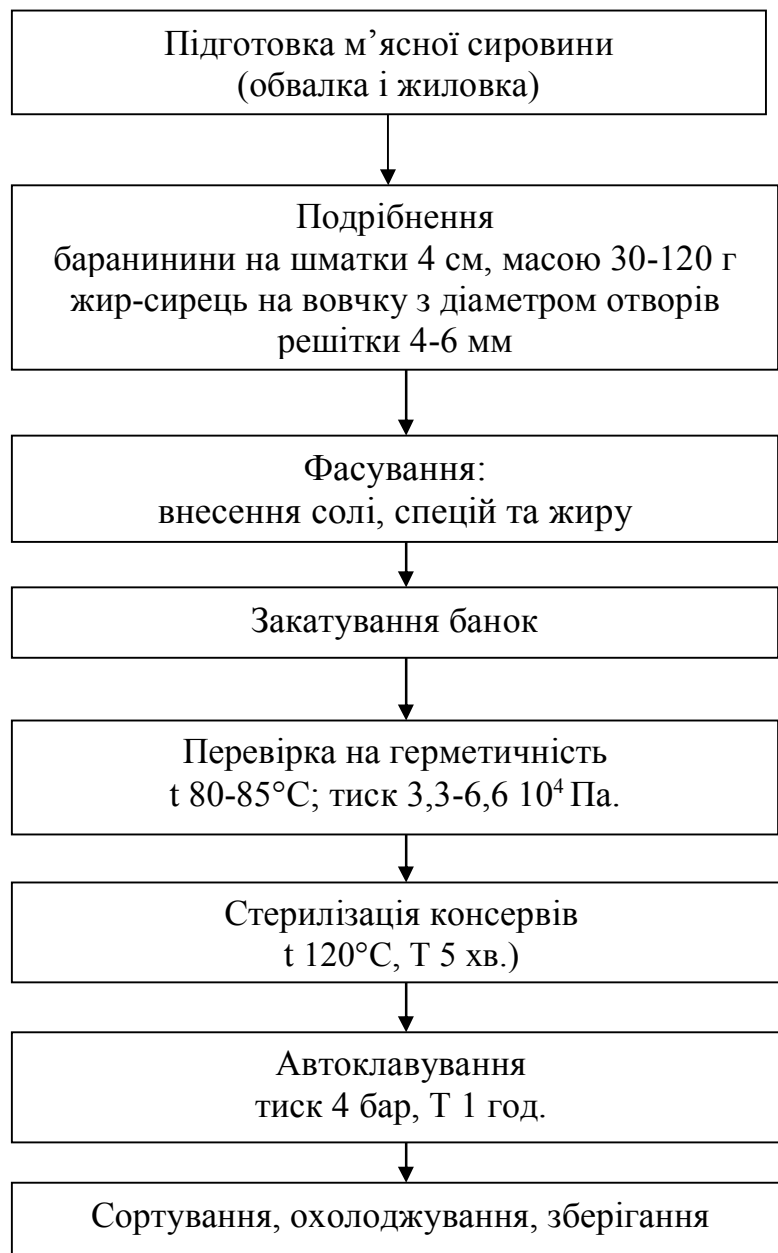 Підготовка м’ясної сировини
(обвалка і жиловка)
Подрібнення
баранинини на шматки 4 см, масою 30-120 г
жир-сирець на вовчку з діаметром отворів
решітки 4-6 мм
Фасування:
внесення солі, спецій та жиру
Закатування банок
Перевірка на герметичність
t 80-85°С; тиск 3,3-6,6 10⁴ Па.
Стерилізація консервів
t 120°С, Т 5 хв.)
Автоклавування
тиск 4 бар, Т 1 год.
Сортування, охолоджування, зберігання